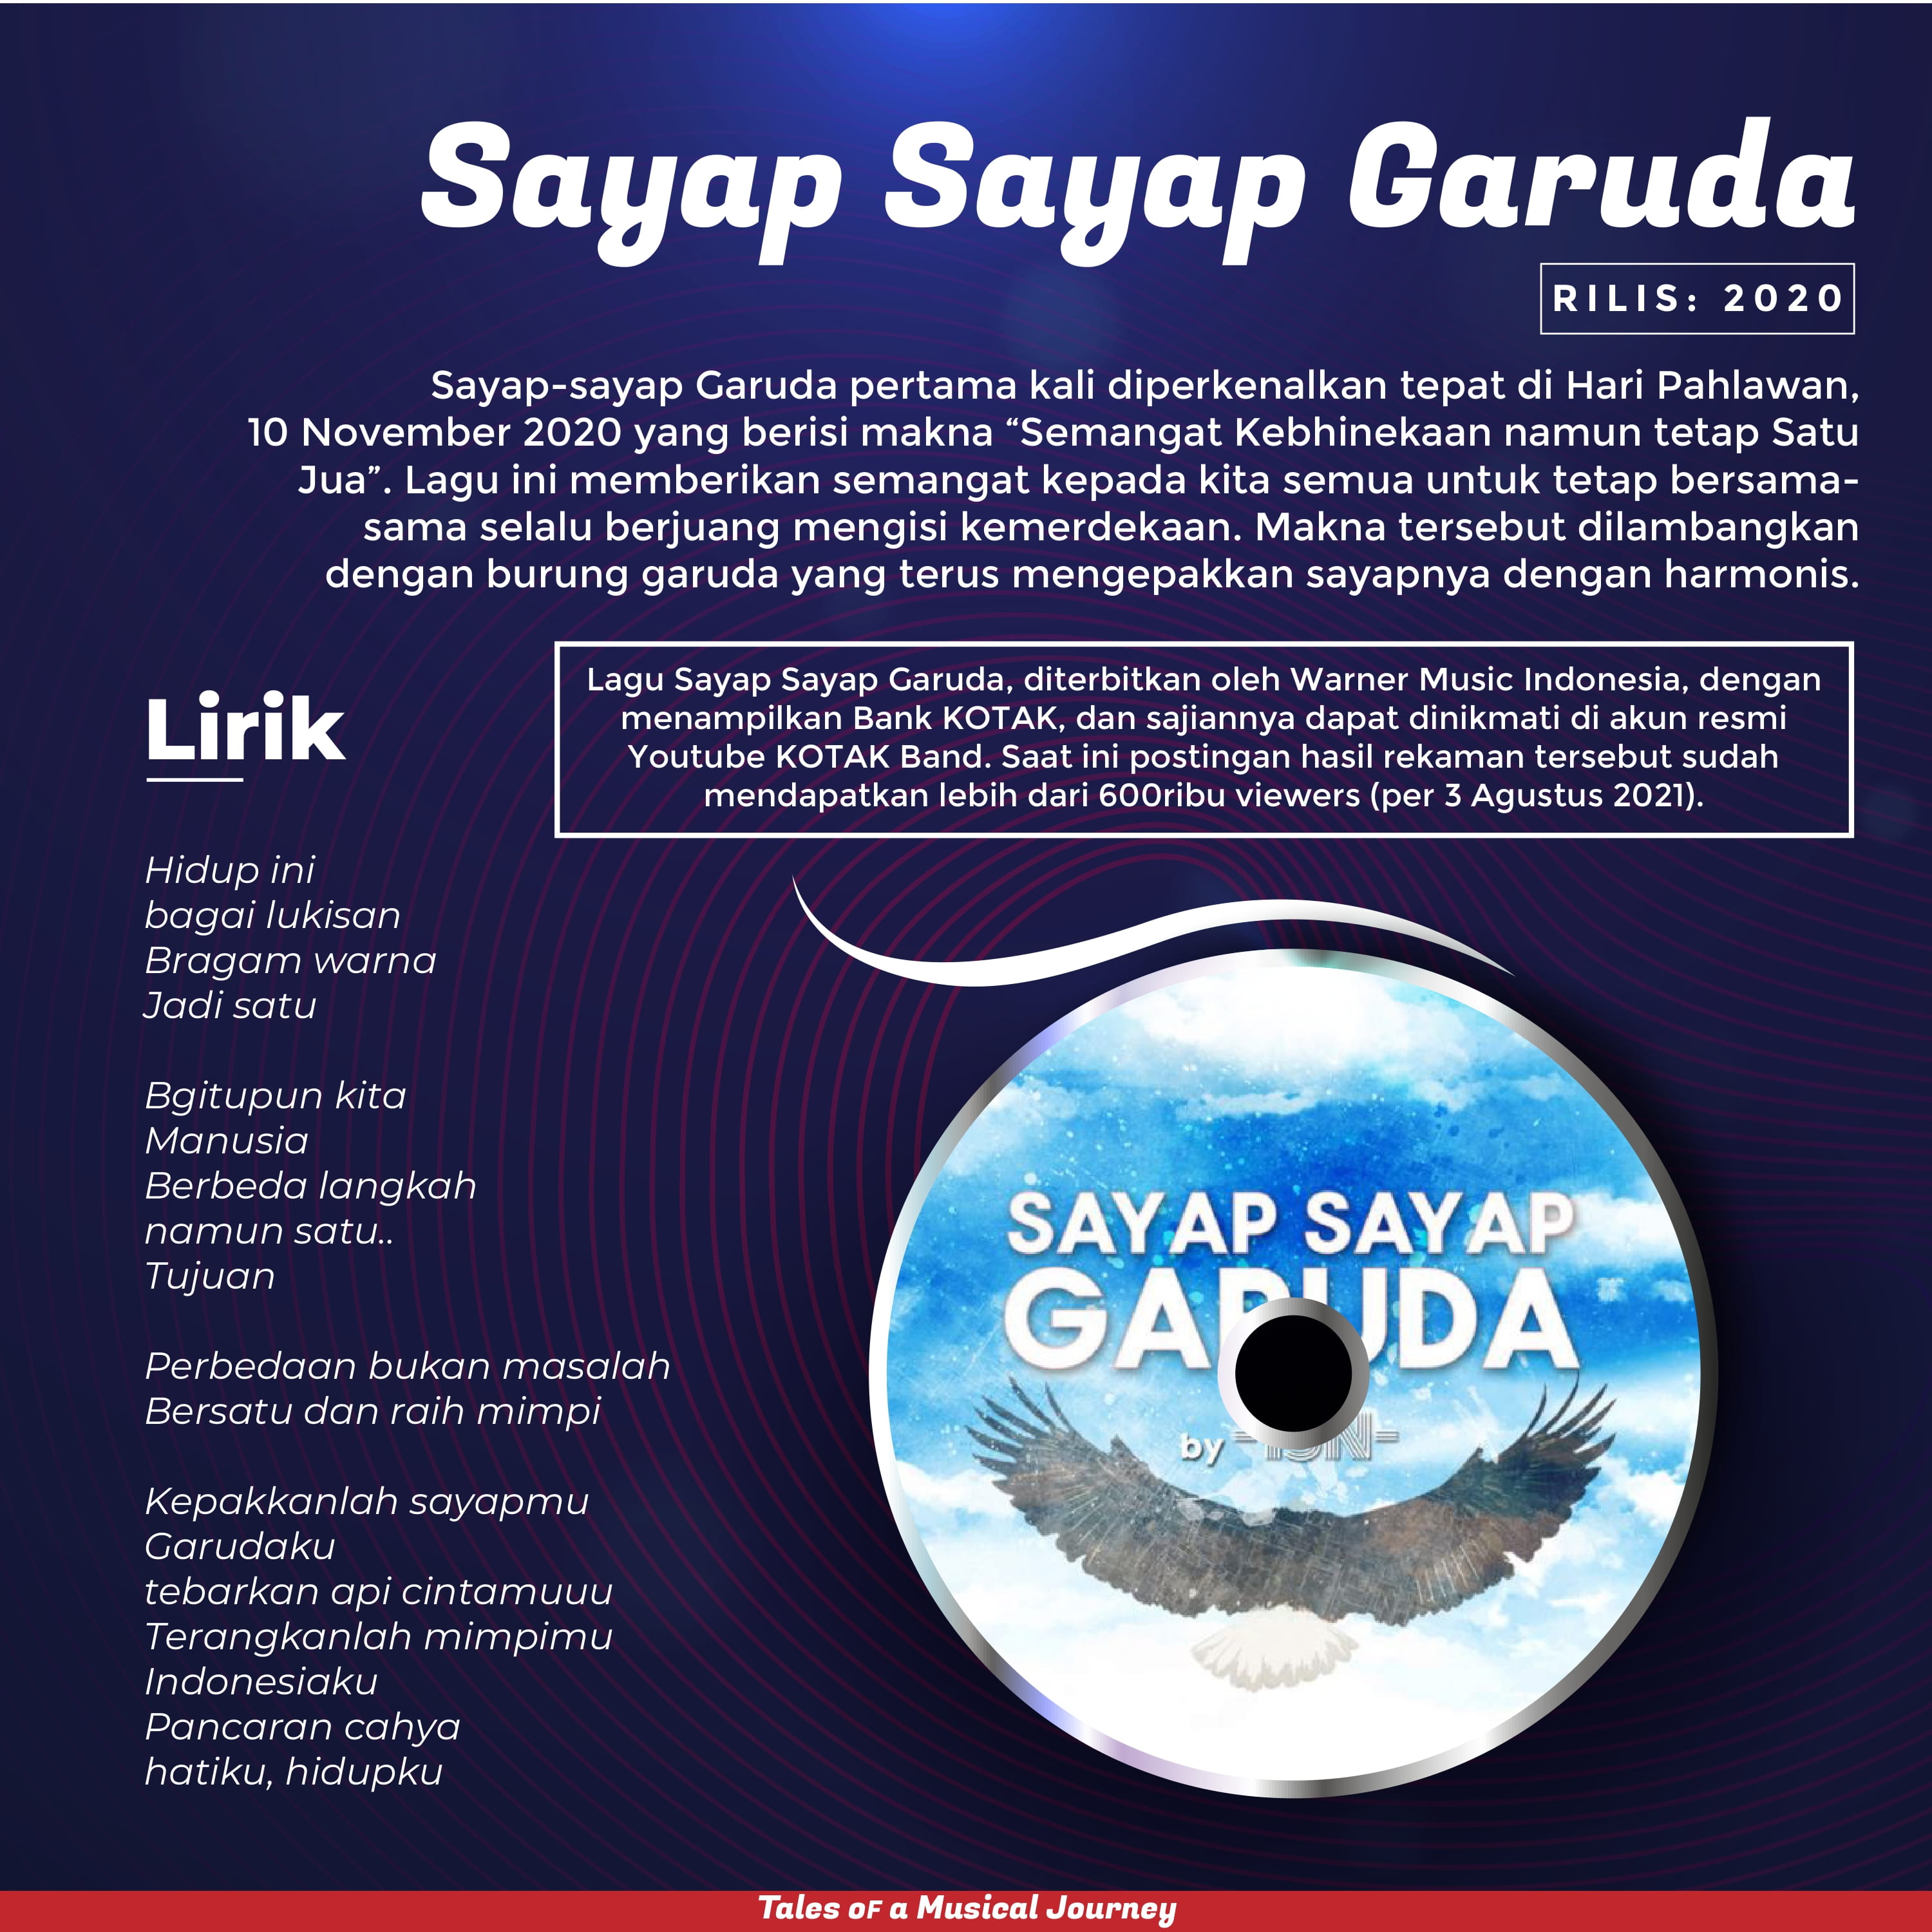 Sayap Sayap Garuda
RILIS: 2020
Sayap-sayap Garuda pertama kali diperkenalkan tepat di Hari Pahlawan,
10 November 2020 yang berisi makna “Semangat Kebhinekaan namun tetap Satu
Jua”. Lagu ini memberikan semangat kepada kita semua untuk tetap bersama-
sama selalu berjuang mengisi kemerdekaan. Makna tersebut dilambangkan
dengan burung garuda yang terus mengepakkan sayapnya dengan harmonis.
Lagu Sayap Sayap Garuda, diterbitkan oleh Warner Music Indonesia, dengan
menampilkan Bank KOTAK, dan sajiannya dapat dinikmati di akun resmi
Youtube KOTAK Band. Saat ini postingan hasil rekaman tersebut sudah
mendapatkan lebih dari 600ribu viewers (per 3 Agustus 2021).
Lirik
Hidup ini
bagai lukisan
Bragam warna
Jadi satu
Bgitupun kita
Manusia
Berbeda langkah
namun satu..
Tujuan
Perbedaan bukan masalah
Bersatu dan raih mimpi
Kepakkanlah sayapmu
Garudaku
tebarkan api cintamuuu
Terangkanlah mimpimu
Indonesiaku
Pancaran cahya
hatiku, hidupku
SAYAP SAYAP
GARUDA
by
Tales oF a Musical Journey